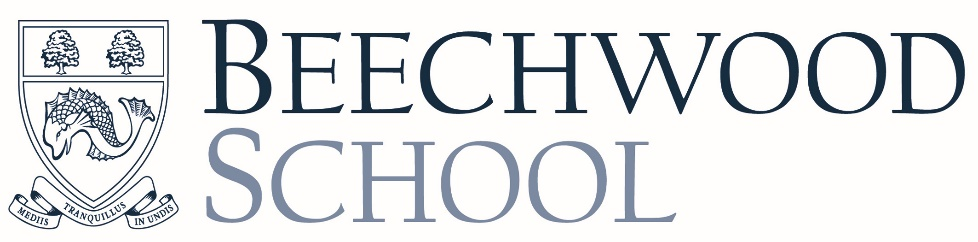 BEECHWOOD
SCHOOL
MEDIIS TRANQUILLUS IN UNDIS